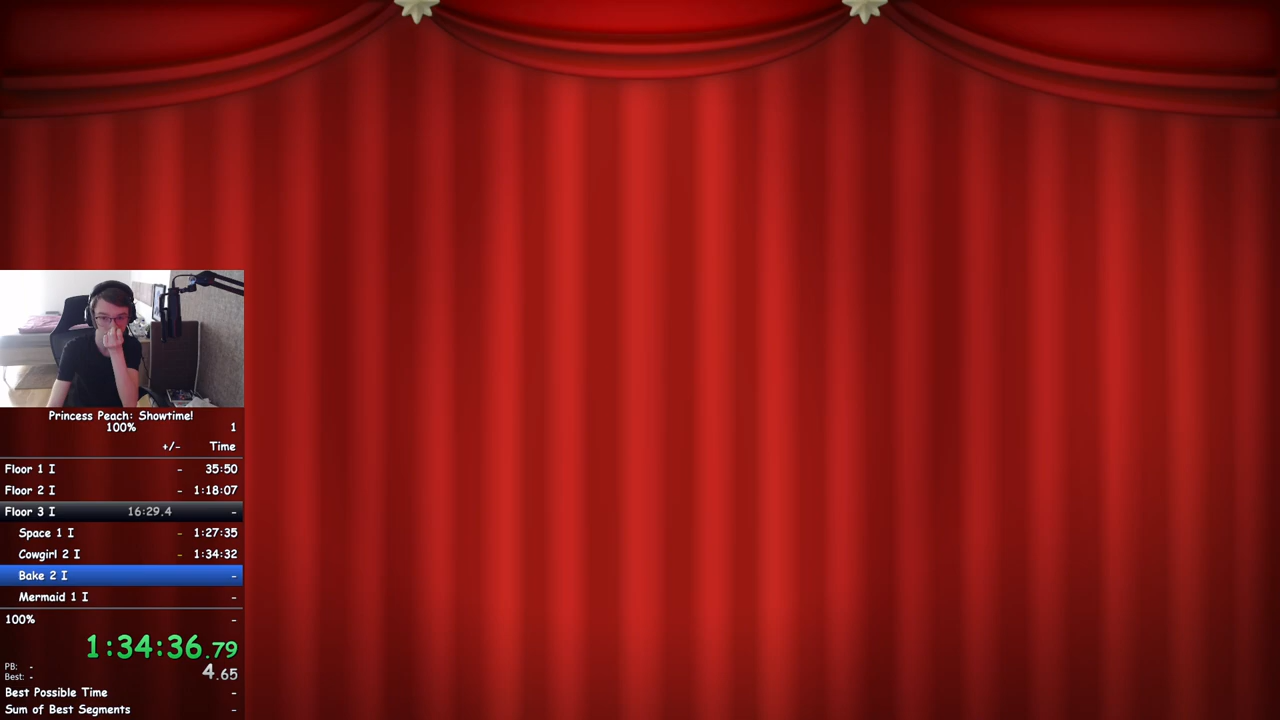 Princess Peach: Showtime!
100% 1
+/- Time
Floor 1 I - 35:50
Floor 2 I - 1:18:07
Floor 3 I 16:29.4 -
Space 1 I - 1:27:35
Cowgirl 2 I - 1:34:32
Bake 2 I -
Mermaid 1 I -
100% -
1:34:36.79
PB: - 4.65
Best: -
Best Possible Time -
Sum of Best Segments -